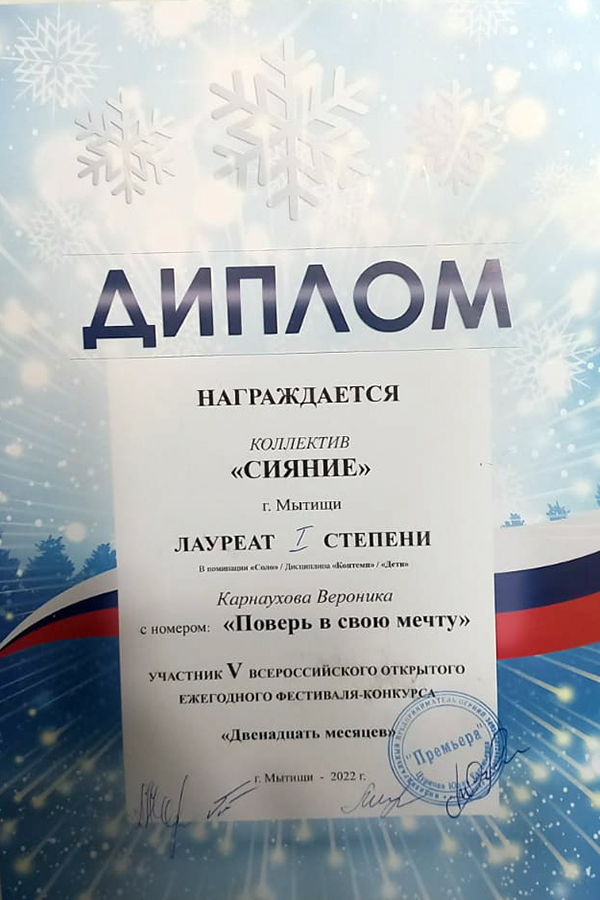 ДИПЛОМ
НАГРАЖДАЕТСЯ
КОЛЛЕКТИВ
«СИЯНИЕ»
г. Мытищи
ЛАУРЕАТ I СТЕПЕНИ
В номинации «Соло» / Дисциплина «Контемп» / «Дети»
Карнаухова Вероника
с номером: «Поверь в свою мечту»
УЧАСТНИК V ВСЕРОССИЙСКОГО ОТКРЫТОГО
ЕЖЕГОДНОГО ФЕСТИВАЛЯ-КОНКУРСА
«Двенадцать месяцев»
г. Мытищи - 2022 г.
"Премьера"